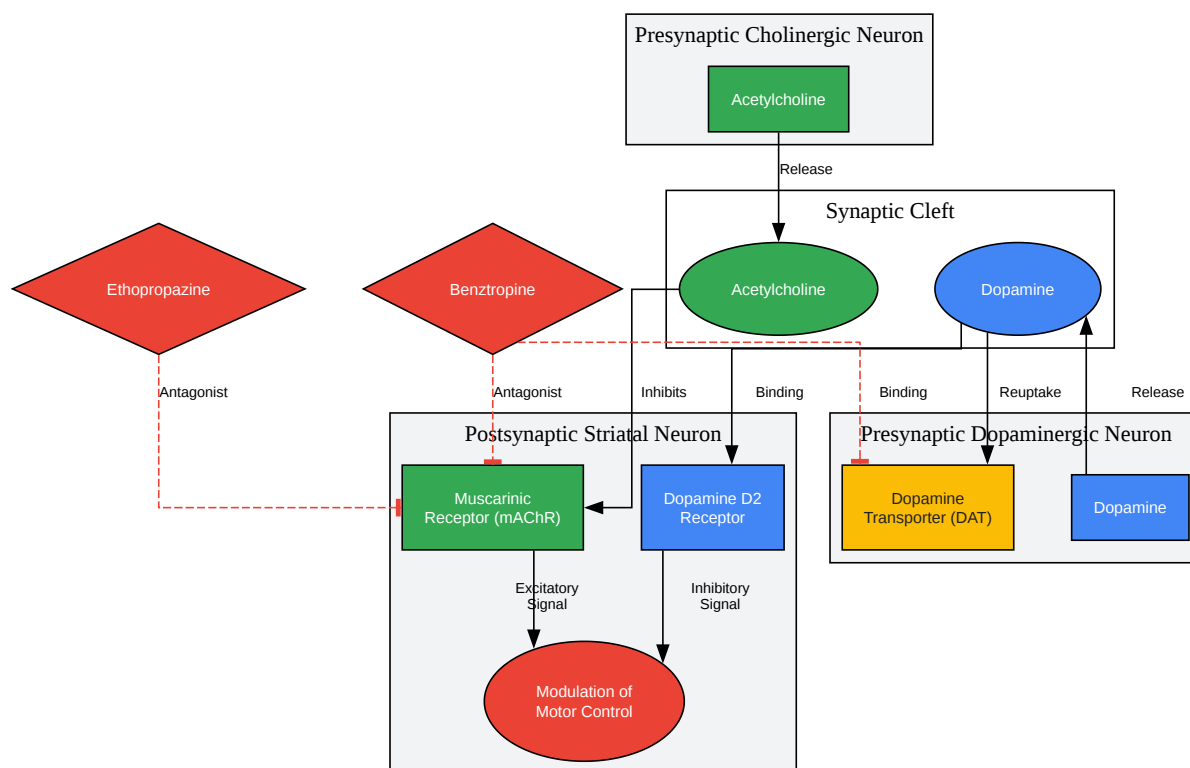 Presynaptic Cholinergic Neuron
Acetylcholine
Release
Synaptic Cleft
Ethopropazine
Benztropine
Acetylcholine
Dopamine
Antagonist
Antagonist
Inhibits
Binding
Binding
Reuptake
Release
Postsynaptic Striatal Neuron
Presynaptic Dopaminergic Neuron
Muscarinic
Receptor (mAChR)
Dopamine D2
Receptor
Dopamine
Transporter (DAT)
Dopamine
Excitatory
Signal
Inhibitory
Signal
Modulation of
Motor Control